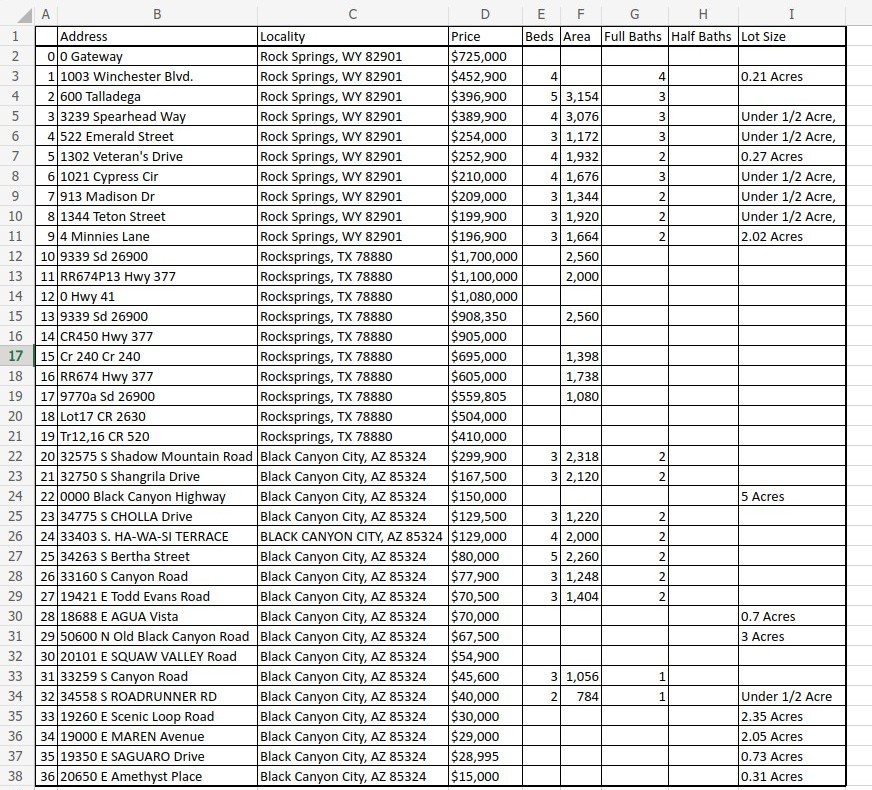 A B C D E F G H I
1 Address Locality Price Beds Area Full Baths Half Baths Lot Size
2 0 0 Gateway Rock Springs, WY 82901 $725,000
3 1 1003 Winchester Blvd. Rock Springs, WY 82901 $452,900 4 4 0.21 Acres
4 2 600 Talladega Rock Springs, WY 82901 $396,900 5 3,154 3
5 3 3239 Spearhead Way Rock Springs, WY 82901 $389,900 4 3,076 3 Under 1/2 Acre,
6 4 522 Emerald Street Rock Springs, WY 82901 $254,000 3 1,172 3 Under 1/2 Acre,
7 5 1302 Veteran's Drive Rock Springs, WY 82901 $252,900 4 1,932 2 0.27 Acres
8 6 1021 Cypress Cir Rock Springs, WY 82901 $210,000 4 1,676 3 Under 1/2 Acre,
9 7 913 Madison Dr Rock Springs, WY 82901 $209,000 3 1,344 2 Under 1/2 Acre,
10 8 1344 Teton Street Rock Springs, WY 82901 $199,900 3 1,920 2 Under 1/2 Acre,
11 9 4 Minnies Lane Rock Springs, WY 82901 $196,900 3 1,664 2 2.02 Acres
12 10 9339 Sd 26900 Rocksprings, TX 78880 $1,700,000 2,560
13 11 RR674P13 Hwy 377 Rocksprings, TX 78880 $1,100,000 2,000
14 12 0 Hwy 41 Rocksprings, TX 78880 $1,080,000
15 13 9339 Sd 26900 Rocksprings, TX 78880 $908,350 2,560
16 14 CR450 Hwy 377 Rocksprings, TX 78880 $905,000
17 15 Cr 240 Cr 240 Rocksprings, TX 78880 $695,000 1,398
18 16 RR674 Hwy 377 Rocksprings, TX 78880 $605,000 1,738
19 17 9770a Sd 26900 Rocksprings, TX 78880 $559,805 1,080
20 18 Lot17 CR 2630 Rocksprings, TX 78880 $504,000
21 19 Tr12,16 CR 520 Rocksprings, TX 78880 $410,000
22 20 32575 S Shadow Mountain Road Black Canyon City, AZ 85324 $299,900 3 2,318 2
23 21 32750 S Shangrila Drive Black Canyon City, AZ 85324 $167,500 3 2,120 2
24 22 0000 Black Canyon Highway Black Canyon City, AZ 85324 $150,000 5 Acres
25 23 34775 S CHOLLA Drive Black Canyon City, AZ 85324 $129,500 3 1,220 2
26 24 33403 S. HA-WA-SI TERRACE BLACK CANYON CITY, AZ 85324 $129,000 4 2,000 2
27 25 34263 S Bertha Street Black Canyon City, AZ 85324 $80,000 5 2,260 2
28 26 33160 S Canyon Road Black Canyon City, AZ 85324 $77,900 3 1,248 2
29 27 19421 E Todd Evans Road Black Canyon City, AZ 85324 $70,500 3 1,404 2
30 28 18688 E AGUA Vista Black Canyon City, AZ 85324 $70,000 0.7 Acres
31 29 50600 N Old Black Canyon Road Black Canyon City, AZ 85324 $67,500 3 Acres
32 30 20101 E SQUAW VALLEY Road Black Canyon City, AZ 85324 $54,900
33 31 33259 S Canyon Road Black Canyon City, AZ 85324 $45,600 3 1,056 1
34 32 34558 S ROADRUNNER RD Black Canyon City, AZ 85324 $40,000 2 784 1 Under 1/2 Acre
35 33 19260 E Scenic Loop Road Black Canyon City, AZ 85324 $30,000 2.35 Acres
36 34 19000 E MAREN Avenue Black Canyon City, AZ 85324 $29,000 2.05 Acres
37 35 19350 E SAGUARO Drive Black Canyon City, AZ 85324 $28,995 0.73 Acres
38 36 20650 E Amethyst Place Black Canyon City, AZ 85324 $15,000 0.31 Acres